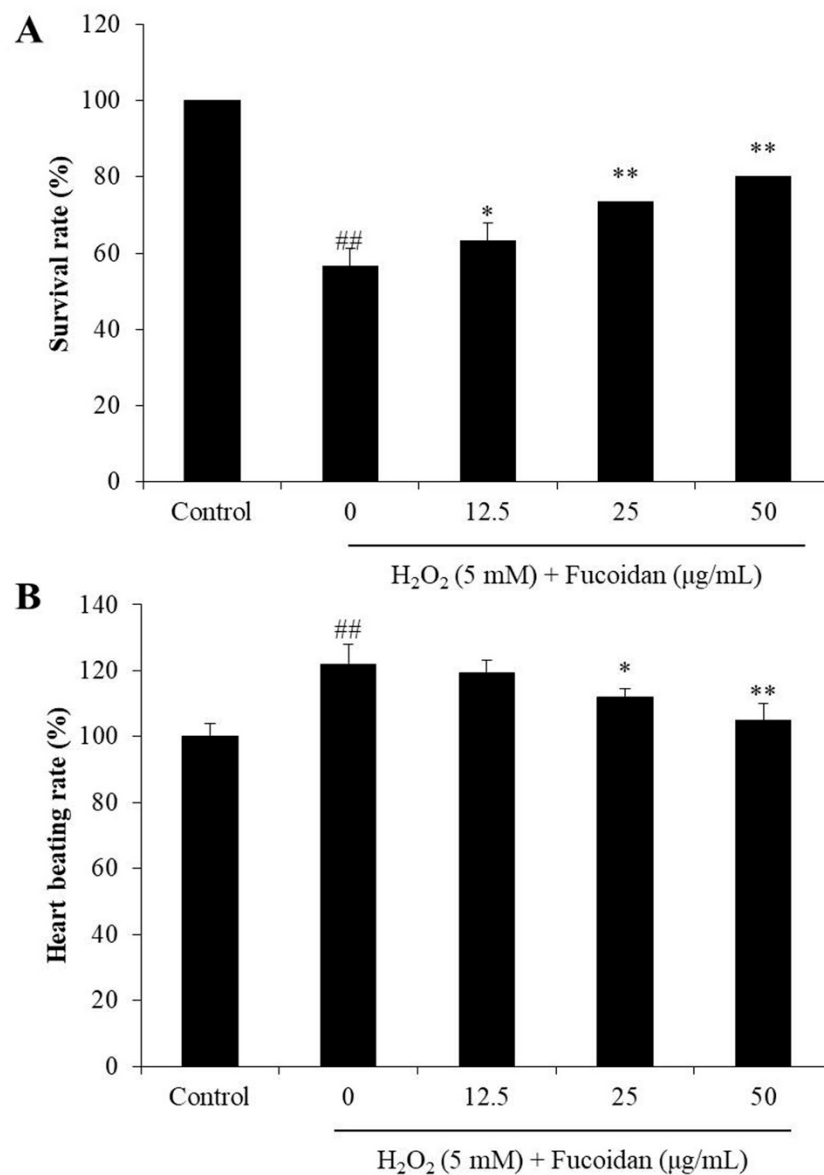 A
120
100
80
60
40
20
0
Survival rate (%)
##
*
**
**
Control 0 12.5 25 50
H₂O₂ (5 mM) + Fucoidan (μg/mL)
B
140
120
100
80
60
40
20
0
Heart beating rate (%)
##
*
**
Control 0 12.5 25 50
H₂O₂ (5 mM) + Fucoidan (μg/mL)